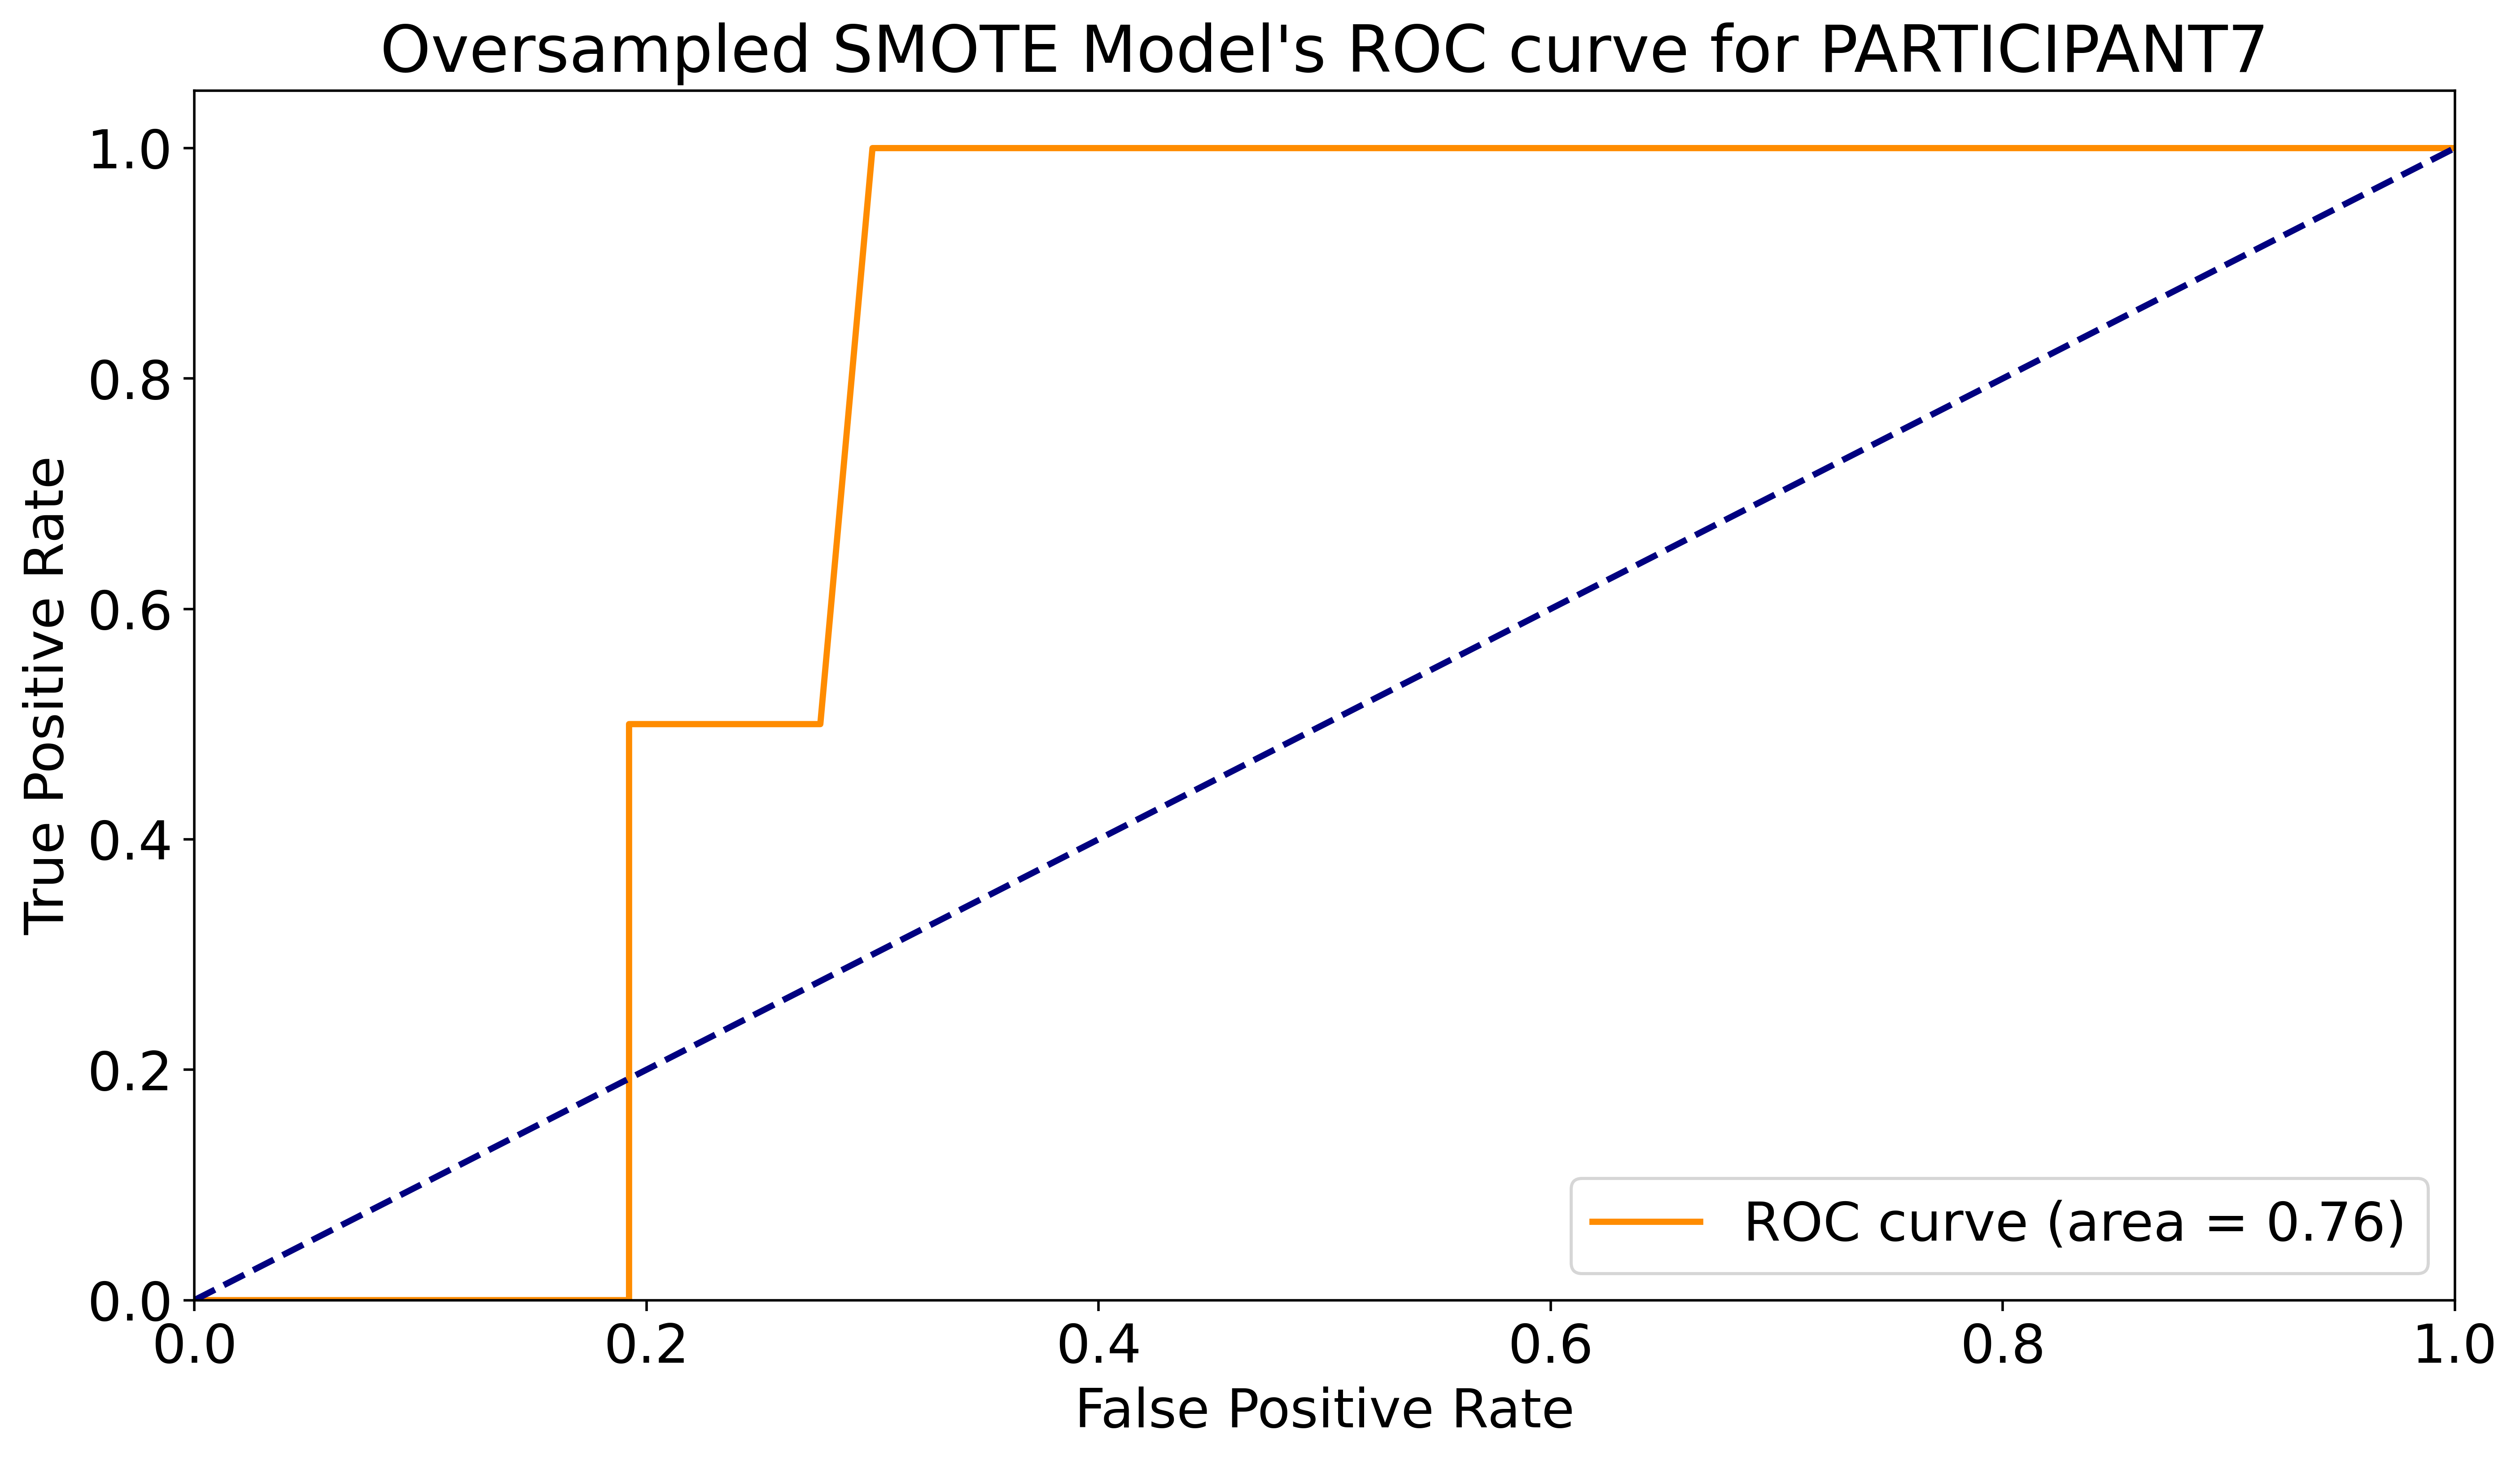 Oversampled SMOTE Model's ROC curve for PARTICIPANT7
True Positive Rate
1.0
0.8
0.6
0.4
0.2
0.0
ROC curve (area = 0.76)
0.0 0.2 0.4 0.6 0.8 1.0
False Positive Rate